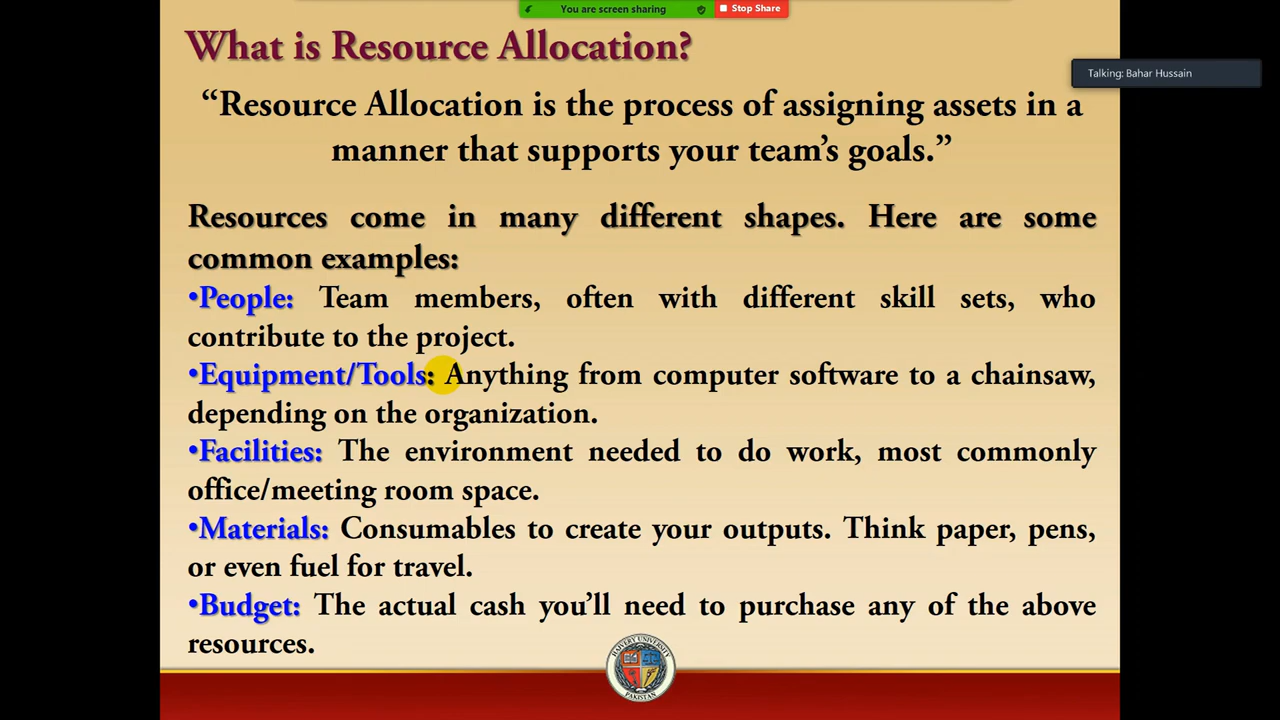 You are screen sharing
Stop Share
What is Resource Allocation?
Talking: Bahar Hussain
“Resource Allocation is the process of assigning assets in a
manner that supports your team’s goals.”
Resources come in many different shapes. Here are some
common examples:
•People: Team members, often with different skill sets, who
contribute to the project.
•Equipment/Tools: Anything from computer software to a chainsaw,
depending on the organization.
•Facilities: The environment needed to do work, most commonly
office/meeting room space.
•Materials: Consumables to create your outputs. Think paper, pens,
or even fuel for travel.
•Budget: The actual cash you’ll need to purchase any of the above
resources.
UNIVERSITY
PAKISTAN